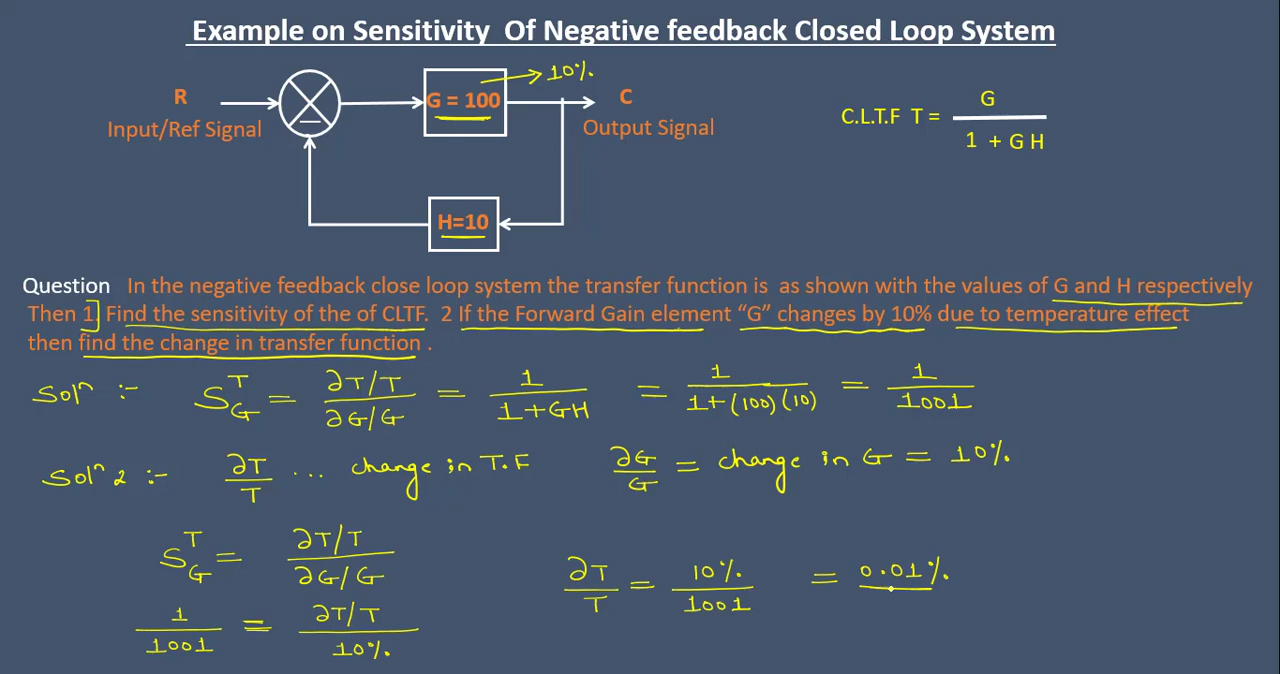 Example on Sensitivity Of Negative feedback Closed Loop System
R
Input/Ref Signal
G = 100
→ 10%
C
Output Signal
H=10
C.L.T.F T = G / 1 + G H
Question In the negative feedback close loop system the transfer function is as shown with the values of G and H respectively
Then 1] Find the sensitivity of the of CLTF. 2 If the Forward Gain element “G” changes by 10% due to temperature effect
then find the change in transfer function .
Solⁿ :- S^T_G = ∂T/T / ∂G/G = 1 / 1+GH = 1 / 1+(100)(10) = 1 / 1001
Solⁿ 2 :- ∂T / T ... change in T.F ∂G / G = change in G = 10%
S^T_G = ∂T/T / ∂G/G
1 / 1001 = ∂T/T / 10%
∂T / T = 10% / 1001 = 0.01%